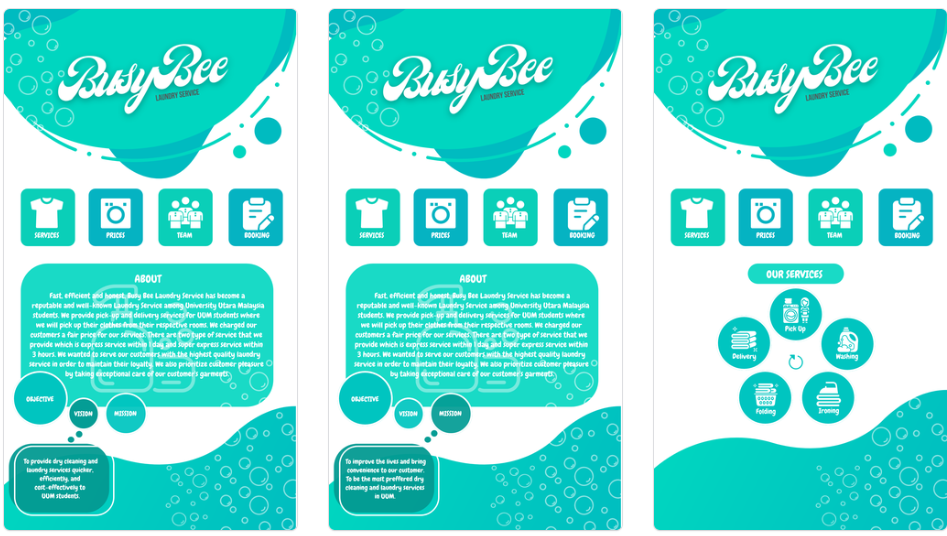 BusyBee
LAUNDRY SERVICE
SERVICES
PRICES
TEAM
BOOKING
ABOUT
Fast, efficient and honest. Busy Bee Laundry Service has become a
reputable and well-known Laundry Service among University Utara Malaysia
students. We provide pick-up and delivery services for UUM students where
we will pick up their clothes from their respective rooms. We charged our
customers a fair price for our services. There are two type of service that we
provide which is express service within 1 day and super express service within
3 hours. We wanted to serve our customers with the highest quality laundry
service in order to maintain their loyalty. We also prioritize customer pleasure
by taking exceptional care of our customer's garment.
OBJECTIVE
VISION
MISSION
To provide dry cleaning and
laundry services quicker,
efficiently, and
cost-effectively to
UUM students.
BusyBee
LAUNDRY SERVICE
SERVICES
PRICES
TEAM
BOOKING
ABOUT
Fast, efficient and honest. Busy Bee Laundry Service has become a
reputable and well-known Laundry Service among University Utara Malaysia
students. We provide pick-up and delivery services for UUM students where
we will pick up their clothes from their respective rooms. We charged our
customers a fair price for our services. There are two type of service that we
provide which is express service within 1 day and super express service within
3 hours. We wanted to serve our customers with the highest quality laundry
service in order to maintain their loyalty. We also prioritize customer pleasure
by taking exceptional care of our customer's garment.
OBJECTIVE
VISION
MISSION
To improve the lives and bring
convenience to our customer.
To be the most preffered dry
cleaning and laundry services
in UUM.
BusyBee
LAUNDRY SERVICE
SERVICES
PRICES
TEAM
BOOKING
OUR SERVICES
Pick Up
Delivery
Washing
Folding
Ironing